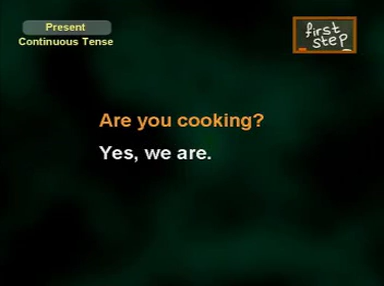 Present
Continuous Tense
first
step
Are you cooking?
Yes, we are.